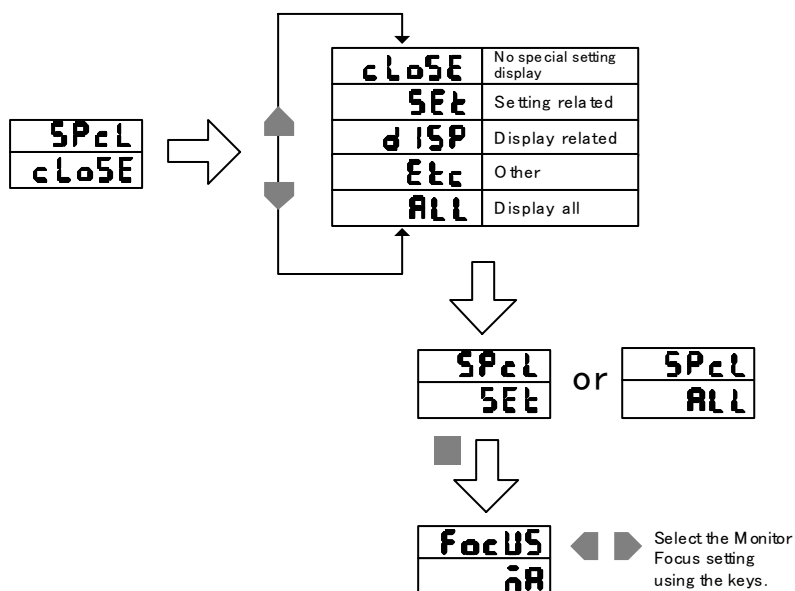 cLoSE No special setting
display
SEt Setting related
SPcL
cLoSE
dISP Display related
Etc Other
ALL Display all
SPcL
SEt
or
SPcL
ALL
FocUS
Select the Monitor
Focus setting
using the keys.